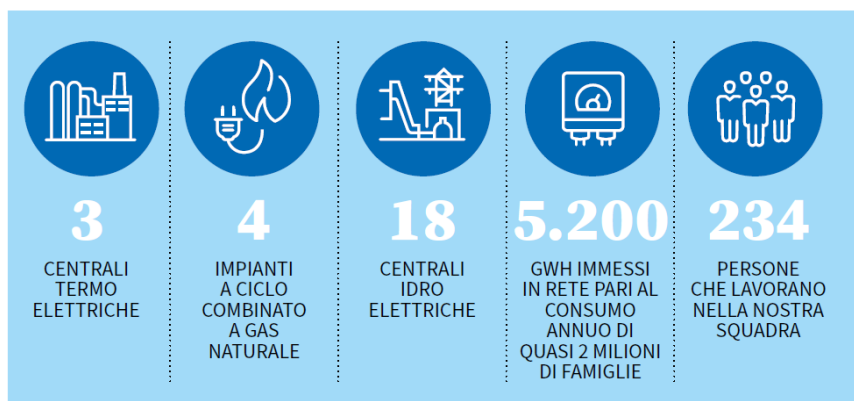 3
CENTRALI
TERMO
ELETTRICHE
4
IMPIANTI
A CICLO
COMBINATO
A GAS
NATURALE
18
CENTRALI
IDRO
ELETTRICHE
5.200
GWH IMMESSI
IN RETE PARI AL
CONSUMO
ANNUO DI
QUASI 2 MILIONI
DI FAMIGLIE
234
PERSONE
CHE LAVORANO
NELLA NOSTRA
SQUADRA